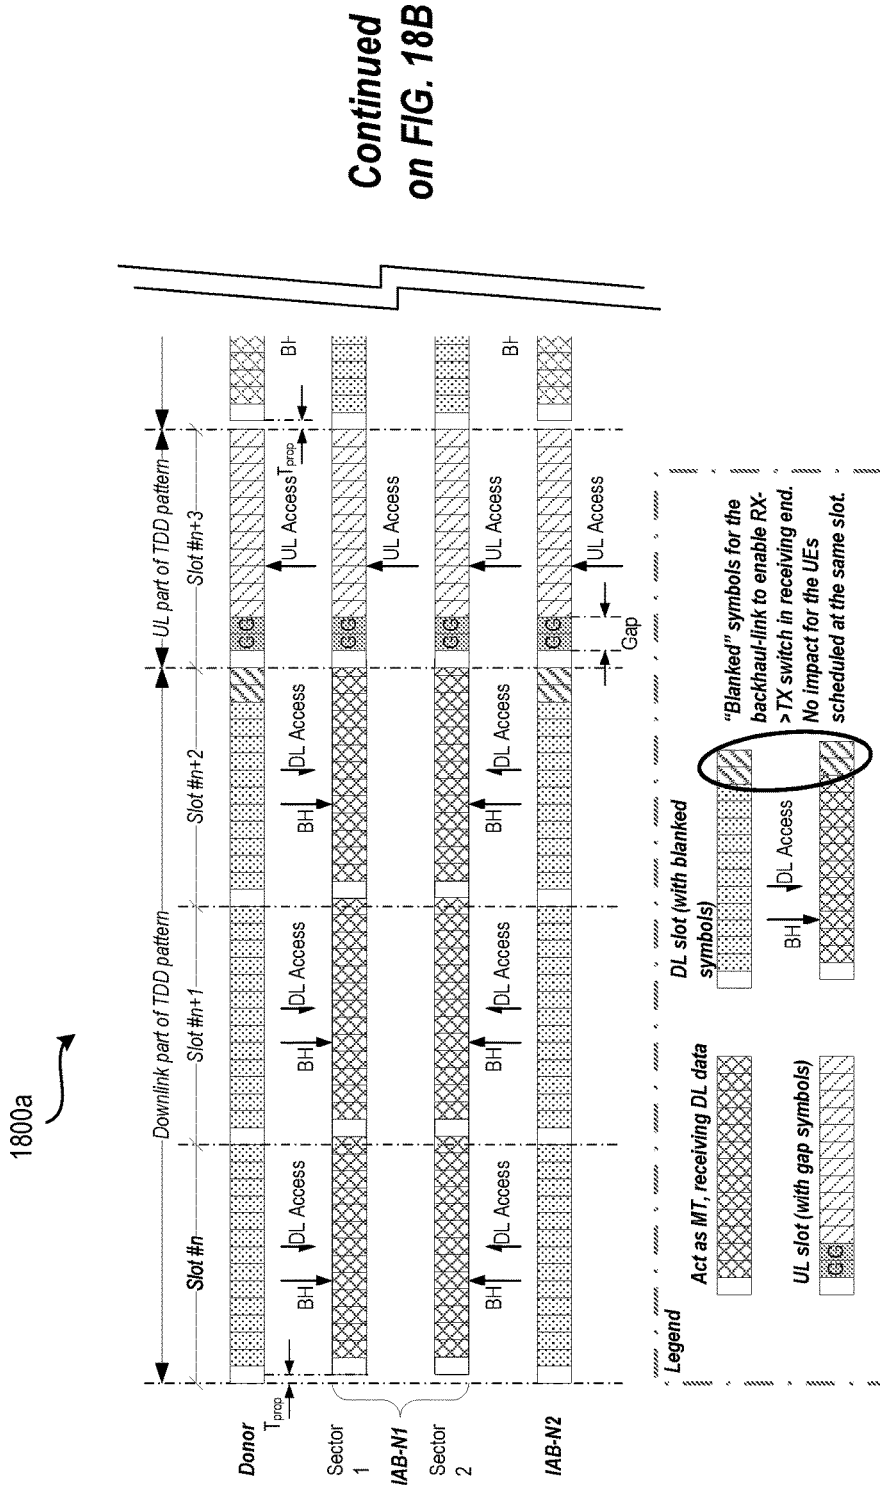 1800a
Downlink part of TDD pattern
UL part of TDD pattern
Slot #n
Slot #n+1
Slot #n+2
Slot #n+3
Donor
GG
Tprop
BH
DL Access
BH
DL Access
BH
DL Access
UL Access
Tprop
BH
Sector
1
GG
UL Access
IAB-N1
Sector
2
GG
BH
DL Access
BH
DL Access
BH
DL Access
UL Access
BH
IAB-N2
GG
UL Access
Gap
Continued
on FIG. 18B
Legend
Act as MT, receiving DL data
UL slot (with gap symbols)
GG
DL slot (with blanked
symbols)
BH
DL Access
"Blanked" symbols for the
backhaul-link to enable RX-
>TX switch in receiving end.
No impact for the UEs
scheduled at the same slot.